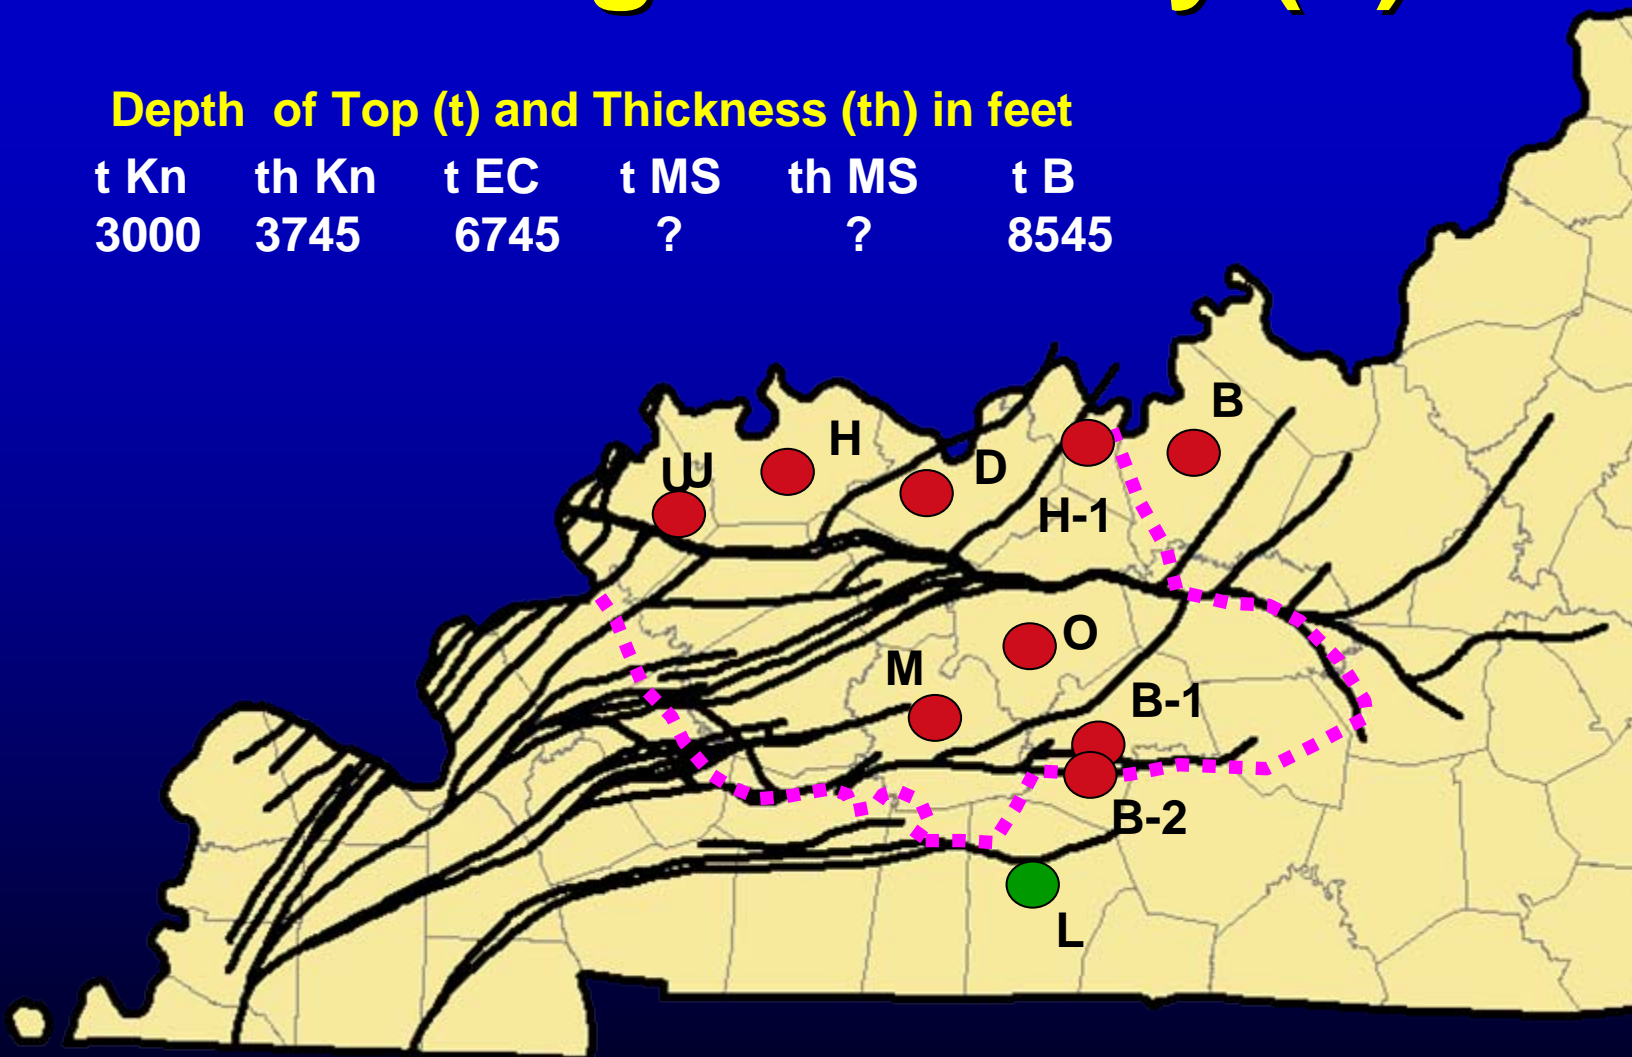 Depth of Top (t) and Thickness (th) in feet
t Kn th Kn t EC t MS th MS t B
3000 3745 6745 ? ? 8545
B
H
U
U
D
H-1
O
M
B-1
B-2
L